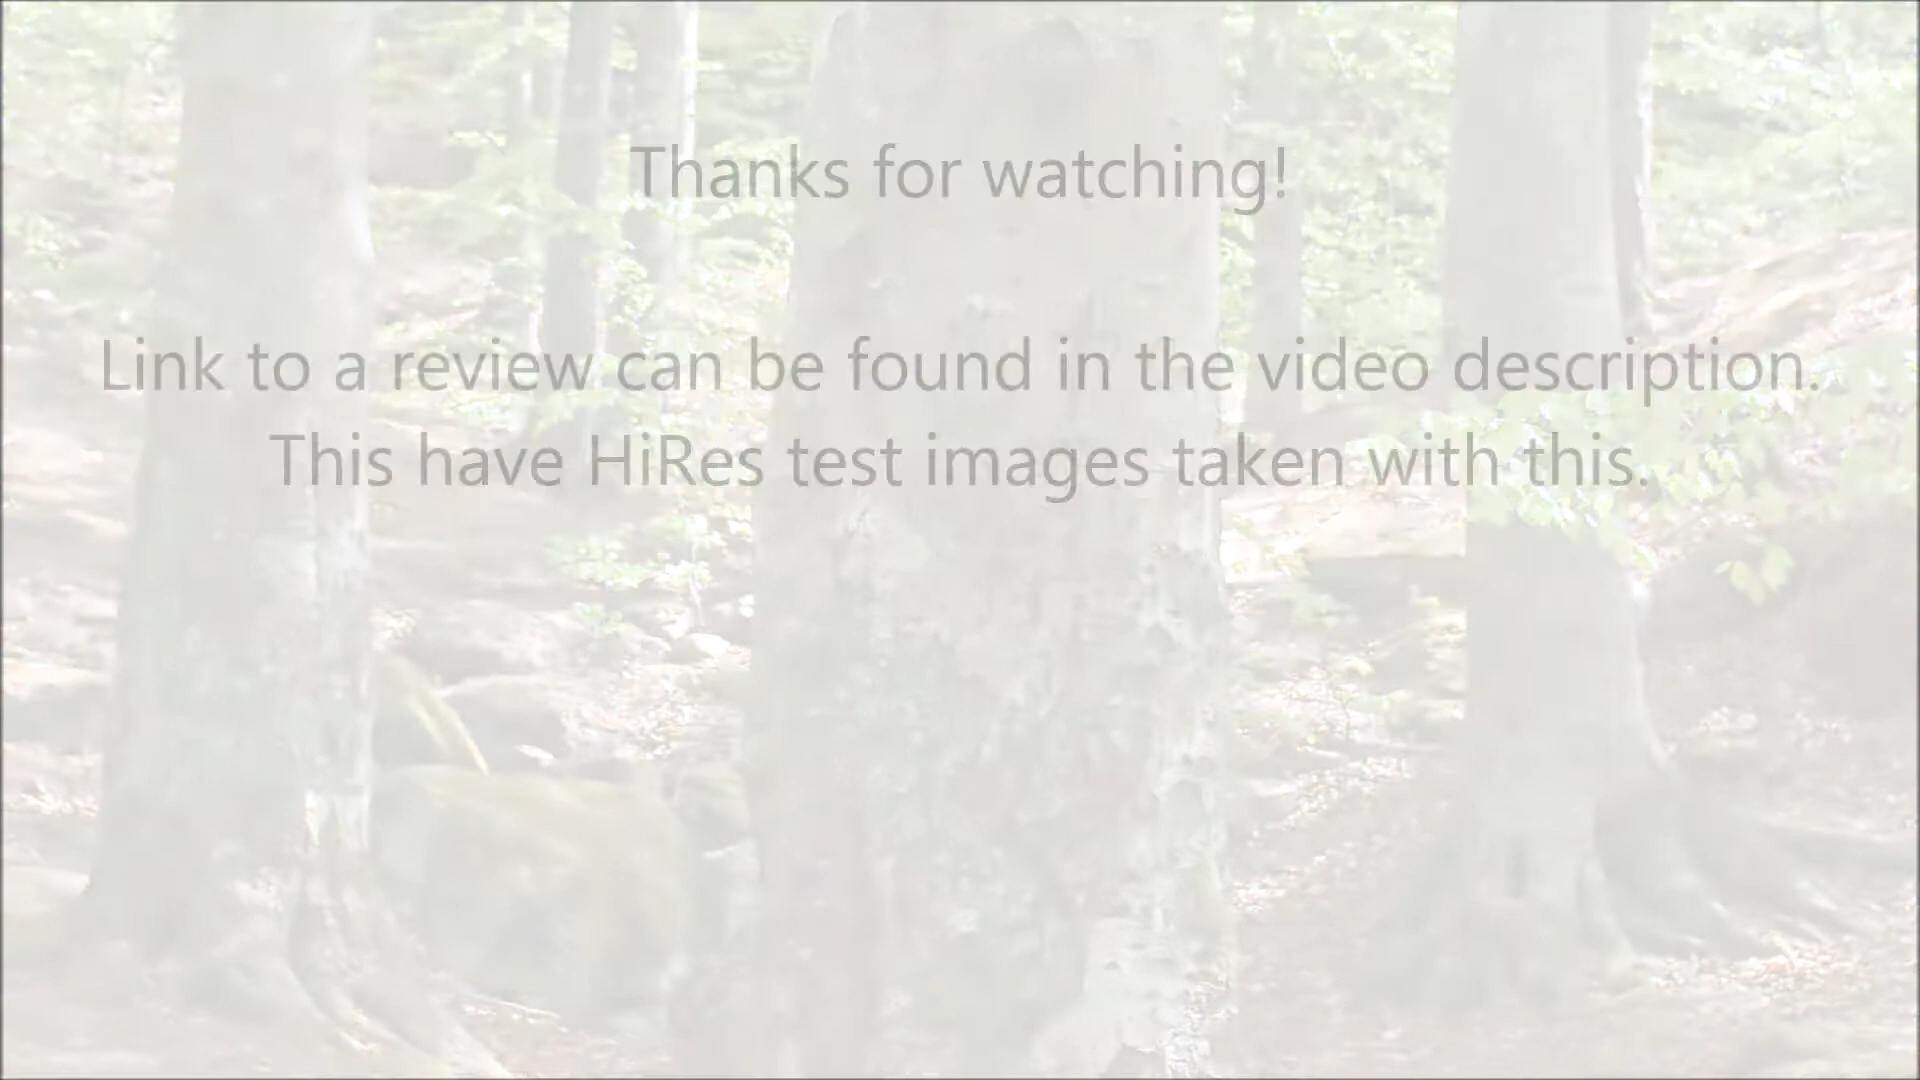 Thanks for watching!
Link to a review can be found in the video description.
This have HiRes test images taken with this.